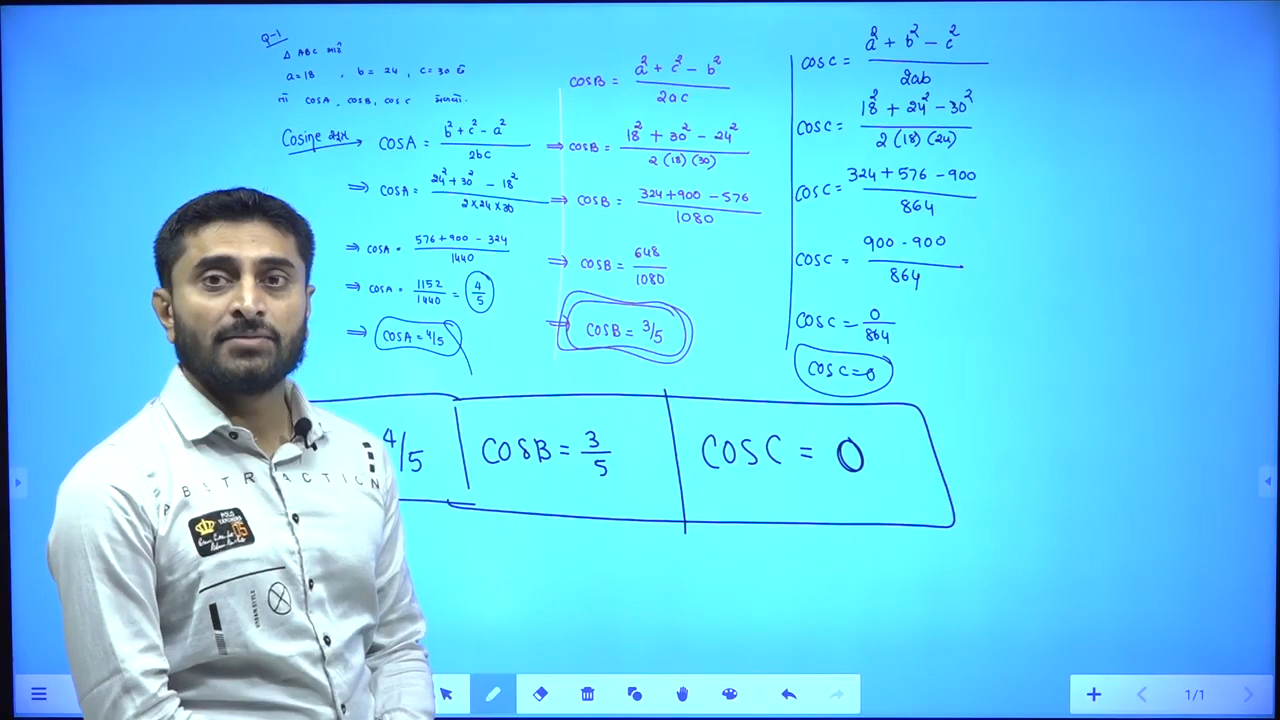 Q-1
Δ ABC માટે
a=18 , b = 24 , c = 30 છે
તો COSA , COSB, COS C મેળવો.
Cosine સૂત્ર → COSA = b² + c² - a² / 2bc
⇒ COSA = 24² + 30² - 18² / 2×24×30
⇒ COSA = 576 + 900 - 324 / 1440
⇒ COSA = 1152 / 1440 = 4/5
⇒ COSA = 4/5
COSB = a² + c² - b² / 2ac
⇒ COSB = 18² + 30² - 24² / 2(18)(30)
⇒ COSB = 324 + 900 - 576 / 1080
⇒ COSB = 648 / 1080
⇒ COSB = 3/5
COSC = a² + b² - c² / 2ab
COSC = 18² + 24² - 30² / 2(18)(24)
COSC = 324 + 576 - 900 / 864
COSC = 900 - 900 / 864
COSC = 0 / 864
COSC = 0
4/5
COSB = 3/5
COSC = 0
ABSTRACTION
POLO
05
1/1